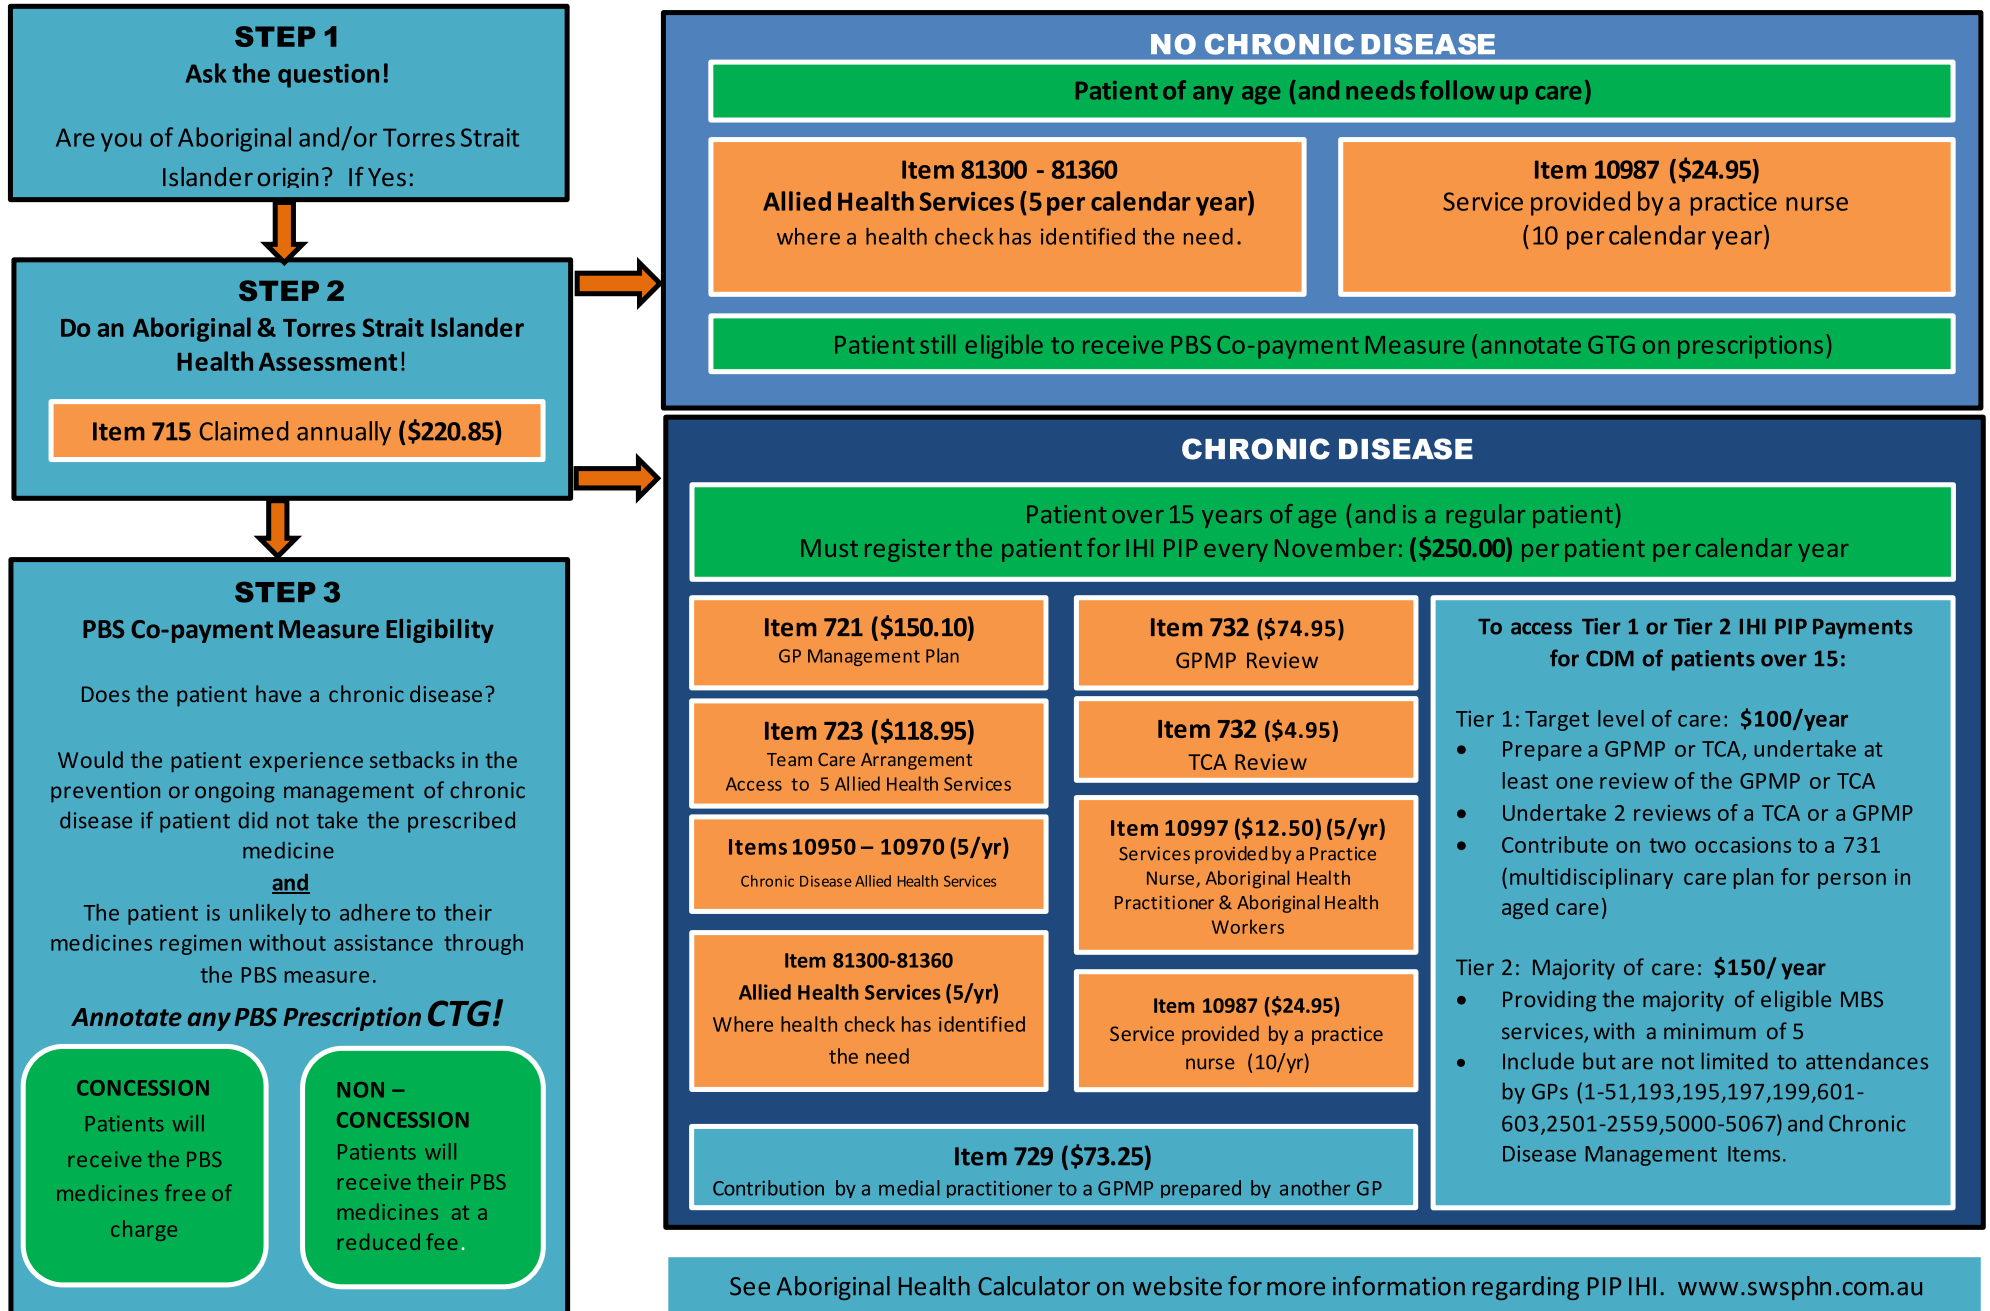 STEP 1
Ask the question!
Are you of Aboriginal and/or Torres Strait
Islander origin? If Yes:
STEP 2
Do an Aboriginal & Torres Strait Islander
Health Assessment!
Item 715 Claimed annually ($220.85)
STEP 3
PBS Co-payment Measure Eligibility
Does the patient have a chronic disease?
Would the patient experience setbacks in the
prevention or ongoing management of chronic
disease if patient did not take the prescribed
medicine
and
The patient is unlikely to adhere to their
medicines regimen without assistance through
the PBS measure.
Annotate any PBS Prescription CTG!
CONCESSION
Patients will
receive the PBS
medicines free of
charge
NON –
CONCESSION
Patients will
receive their PBS
medicines at a
reduced fee.
NO CHRONIC DISEASE
Patient of any age (and needs follow up care)
Item 81300 - 81360
Allied Health Services (5 per calendar year)
where a health check has identified the need.
Item 10987 ($24.95)
Service provided by a practice nurse
(10 per calendar year)
Patient still eligible to receive PBS Co-payment Measure (annotate GTG on prescriptions)
CHRONIC DISEASE
Patient over 15 years of age (and is a regular patient)
Must register the patient for IHI PIP every November: ($250.00) per patient per calendar year
Item 721 ($150.10)
GP Management Plan
Item 723 ($118.95)
Team Care Arrangement
Access to 5 Allied Health Services
Items 10950 – 10970 (5/yr)
Chronic Disease Allied Health Services
Item 81300-81360
Allied Health Services (5/yr)
Where health check has identified
the need
Item 732 ($74.95)
GPMP Review
Item 732 ($4.95)
TCA Review
Item 10997 ($12.50) (5/yr)
Services provided by a Practice
Nurse, Aboriginal Health
Practitioner & Aboriginal Health
Workers
Item 10987 ($24.95)
Service provided by a practice
nurse (10/yr)
Item 729 ($73.25)
Contribution by a medial practitioner to a GPMP prepared by another GP
To access Tier 1 or Tier 2 IHI PIP Payments
for CDM of patients over 15:
Tier 1: Target level of care: $100/year
• Prepare a GPMP or TCA, undertake at
least one review of the GPMP or TCA
• Undertake 2 reviews of a TCA or a GPMP
• Contribute on two occasions to a 731
(multidisciplinary care plan for person in
aged care)
Tier 2: Majority of care: $150/ year
• Providing the majority of eligible MBS
services, with a minimum of 5
• Include but are not limited to attendances
by GPs (1-51,193,195,197,199,601-
603,2501-2559,5000-5067) and Chronic
Disease Management Items.
See Aboriginal Health Calculator on website for more information regarding PIP IHI. www.swsphn.com.au